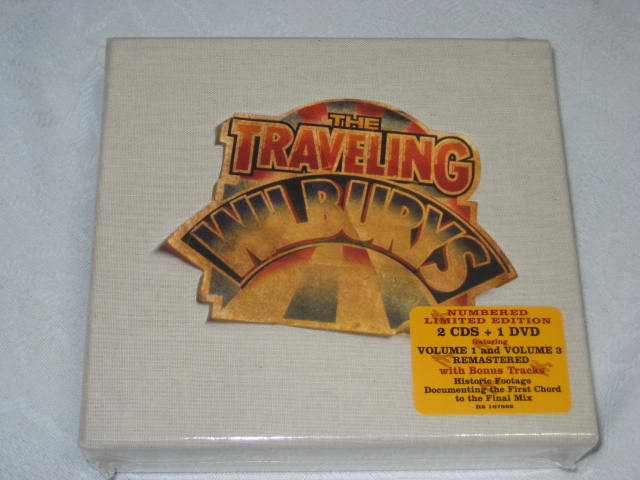 THE
TRAVELING
WILBURYS
NUMBERED
LIMITED EDITION
2 CDS + 1 DVD
featuring
VOLUME 1 and VOLUME 3
REMASTERED
with Bonus Tracks
Historic Footage
Documenting the First Chord
to the Final Mix